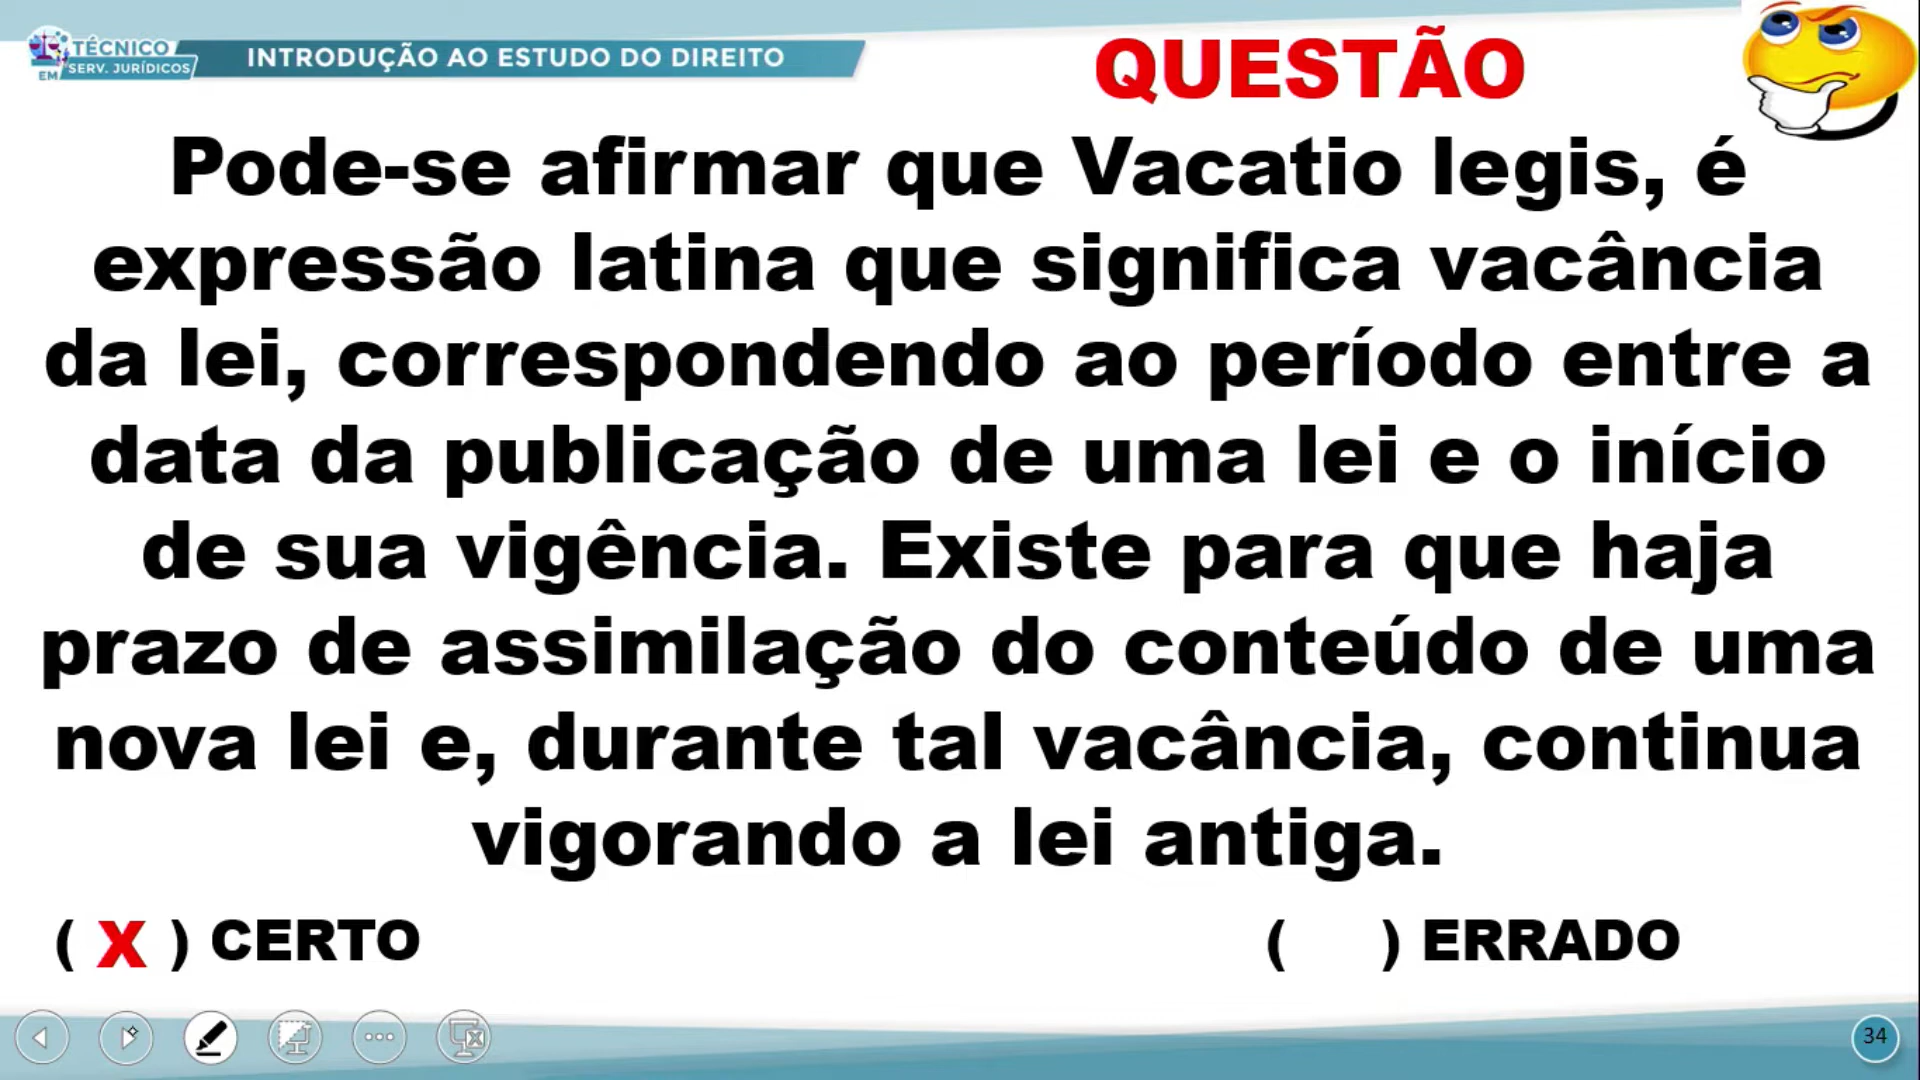 TÉCNICO
EM SERV. JURÍDICOS
INTRODUÇÃO AO ESTUDO DO DIREITO
QUESTÃO
Pode-se afirmar que Vacatio legis, é
expressão latina que significa vacância
da lei, correspondendo ao período entre a
data da publicação de uma lei e o início
de sua vigência. Existe para que haja
prazo de assimilação do conteúdo de uma
nova lei e, durante tal vacância, continua
vigorando a lei antiga.
( X ) CERTO
( ) ERRADO
34